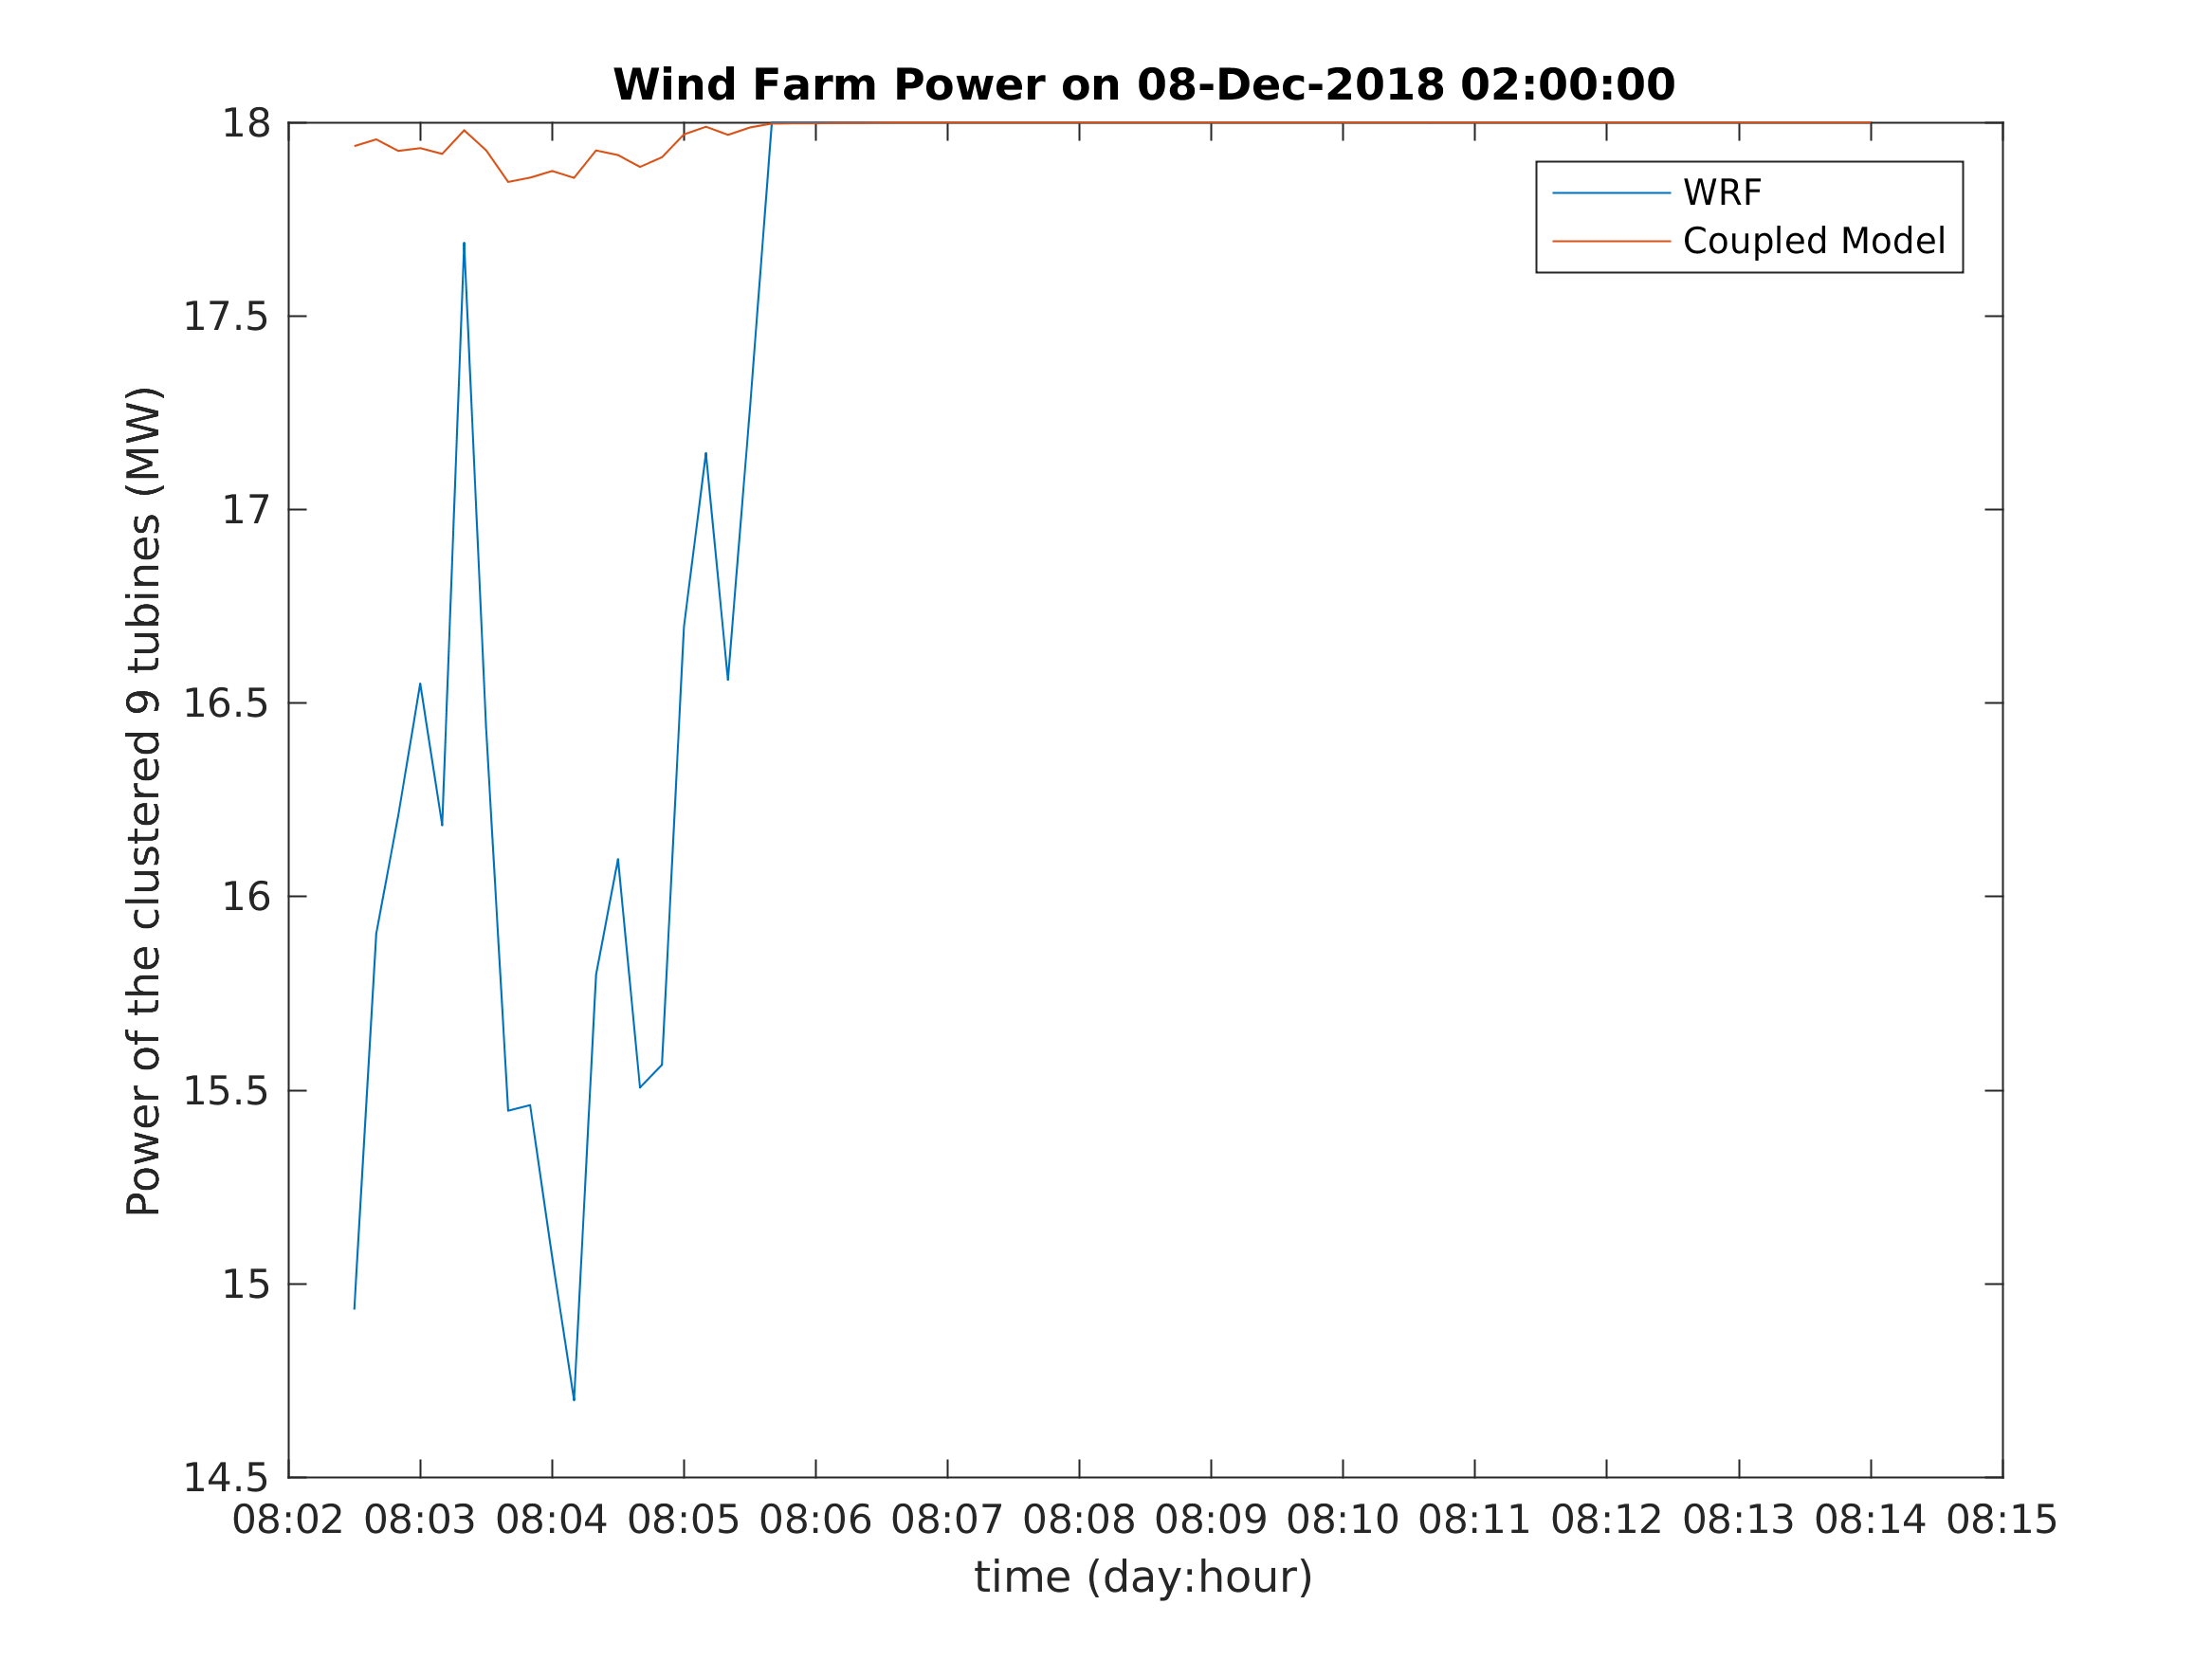 Wind Farm Power on 08-Dec-2018 02:00:00
18
17.5
17
16.5
16
15.5
15
14.5
Power of the clustered 9 tubines (MW)
WRF
Coupled Model
08:02 08:03 08:04 08:05 08:06 08:07 08:08 08:09 08:10 08:11 08:12 08:13 08:14 08:15
time (day:hour)